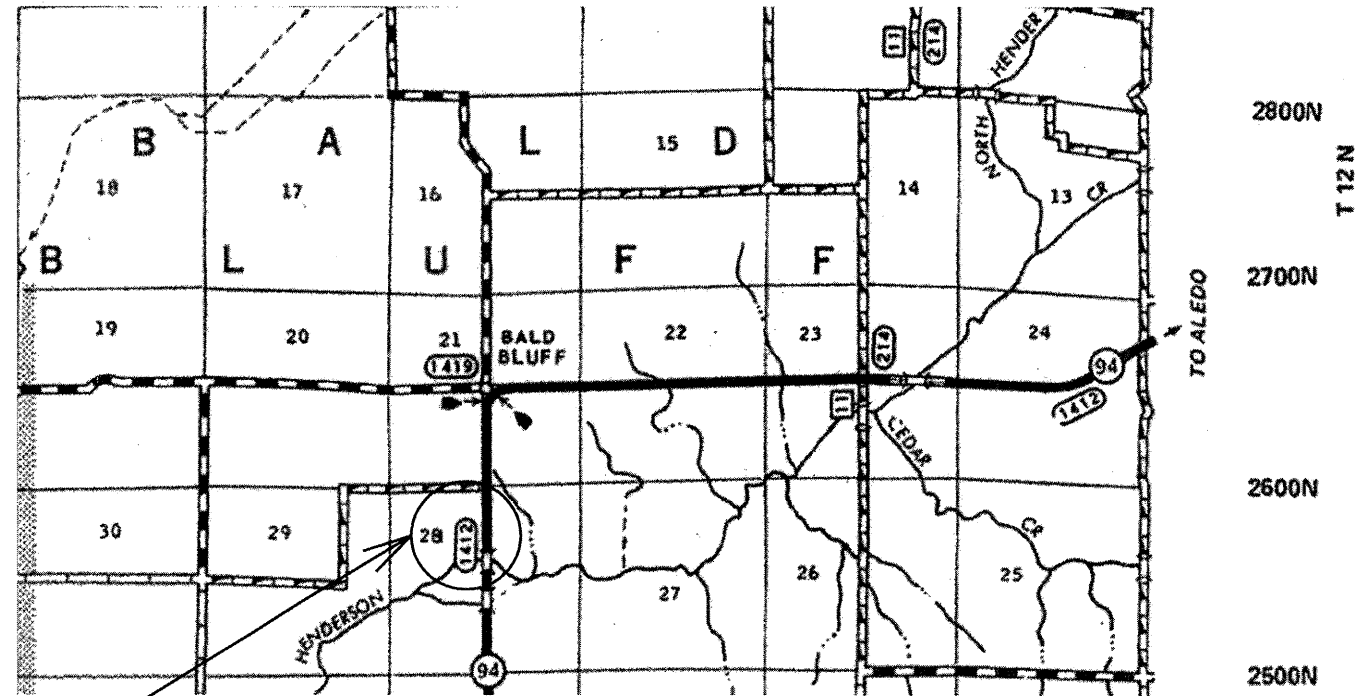 11
214
HENDER
2800N
B
A
L
15
D
NORTH
T 12 N
18
17
16
14
13
CR
B
L
U
F
F
2700N
TO ALEDO
19
20
21
BALD
BLUFF
22
23
214
24
1419
94
1412
11
CEDAR
CR
2600N
30
29
28
1412
27
26
25
HENDERSON
94
2500N